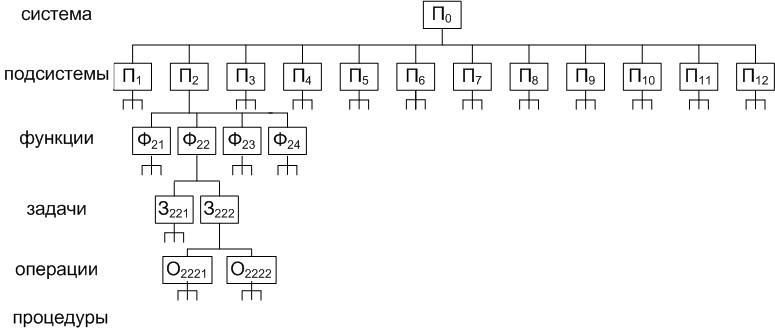 система П0
подсистемы П1 П2 П3 П4 П5 П6 П7 П8 П9 П10 П11 П12
функции Ф21 Ф22 Ф23 Ф24
задачи З221 З222
операции О2221 О2222
процедуры